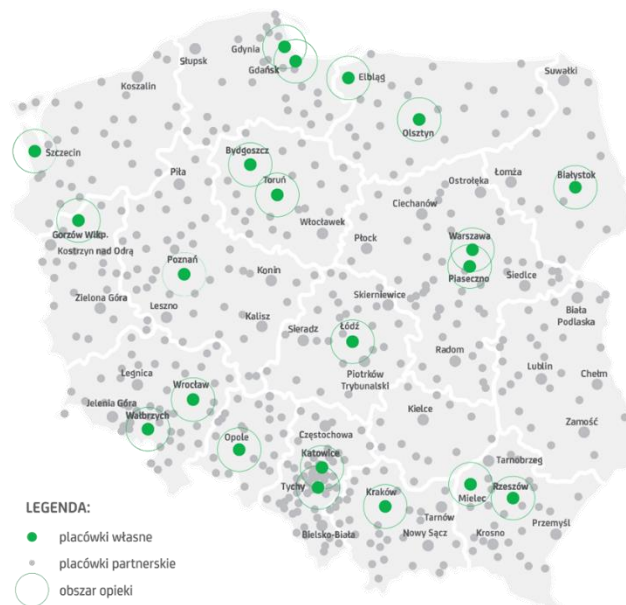 Gdynia
Słupsk
Gdańsk
Elbląg
Suwałki
Koszalin
Olsztyn
Szczecin
Bydgoszcz
Piła
Toruń
Łomża
Ostrołęka
Białystok
Ciechanów
Włocławek
Płock
Warszawa
Gorzów Wlkp.
Kostrzyn nad Odrą
Poznań
Konin
Piaseczno
Siedlce
Zielona Góra
Leszno
Skierniewice
Biała
Podlaska
Kalisz
Sieradz
Łódź
Radom
Piotrków
Trybunalski
Lublin
Chełm
Legnica
Wrocław
Jelenia Góra
Wałbrzych
Kielce
Zamość
Opole
Częstochowa
Katowice
Tarnobrzeg
Tychy
Kraków
Mielec
Rzeszów
Tarnów
Przemyśl
Bielsko-Biała
Nowy Sącz
Krosno
LEGENDA:
placówki własne
placówki partnerskie
obszar opieki